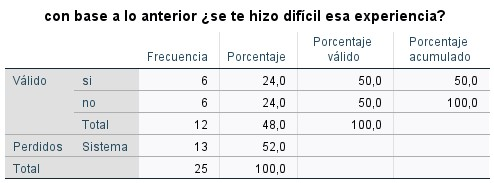 con base a lo anterior ¿se te hizo difícil esa experiencia?
Frecuencia Porcentaje Porcentaje válido Porcentaje acumulado
Válido si 6 24,0 50,0 50,0
no 6 24,0 50,0 100,0
Total 12 48,0 100,0
Perdidos Sistema 13 52,0
Total 25 100,0